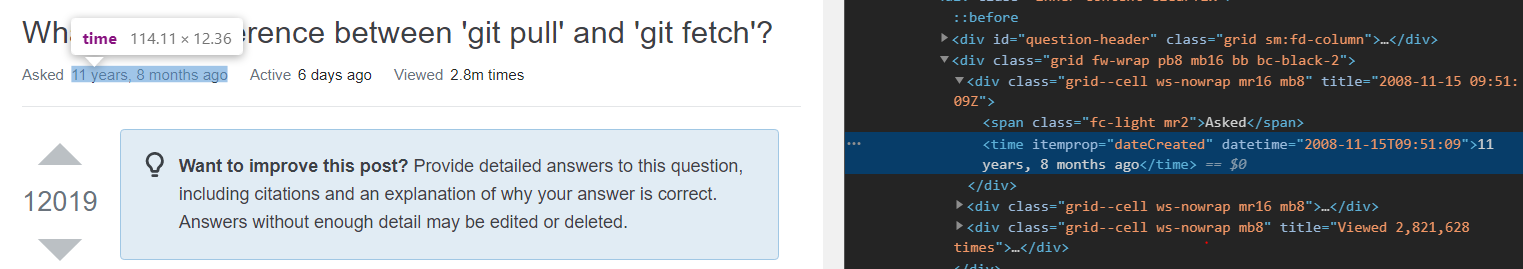 What erence between 'git pull' and 'git fetch'?
time 114.11 × 12.36
Asked 11 years, 8 months ago Active 6 days ago Viewed 2.8m times
12019
Want to improve this post? Provide detailed answers to this question,
including citations and an explanation of why your answer is correct.
Answers without enough detail may be edited or deleted.
::before
<div id="question-header" class="grid sm:fd-column">…</div>
<div class="grid fw-wrap pb8 mb16 bb bc-black-2">
<div class="grid--cell ws-nowrap mr16 mb8" title="2008-11-15 09:51:
09Z">
<span class="fc-light mr2">Asked</span>
<time itemprop="dateCreated" datetime="2008-11-15T09:51:09">11
years, 8 months ago</time> == $0
</div>
<div class="grid--cell ws-nowrap mr16 mb8">…</div>
<div class="grid--cell ws-nowrap mb8" title="Viewed 2,821,628
times">…</div>